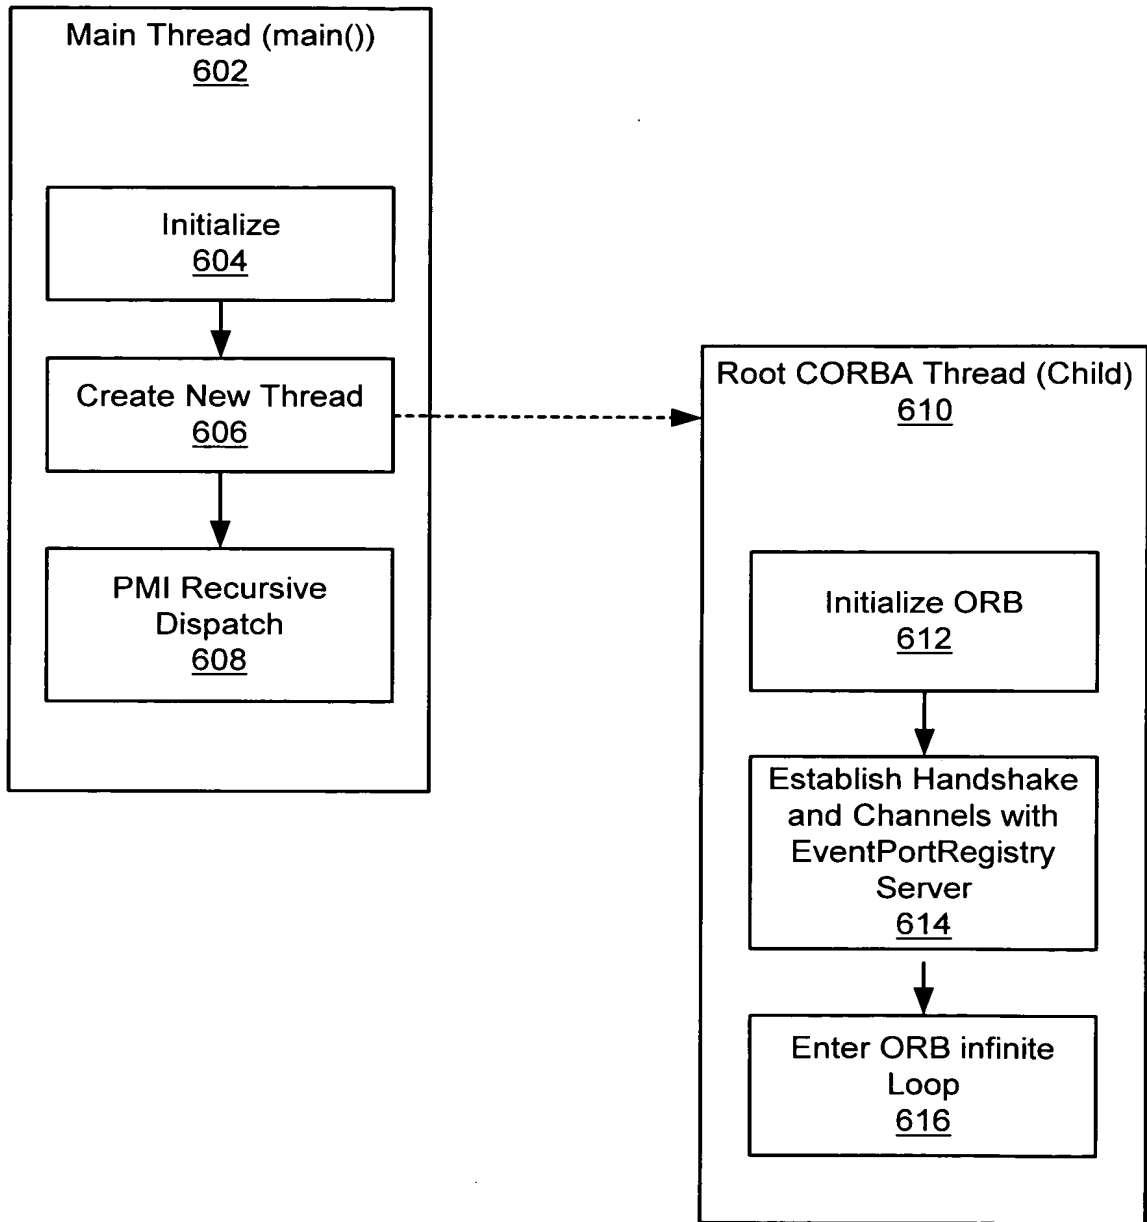 Main Thread (main())
602
Initialize
604
Create New Thread
606
PMI Recursive
Dispatch
608
Root CORBA Thread (Child)
610
Initialize ORB
612
Establish Handshake
and Channels with
EventPortRegistry
Server
614
Enter ORB infinite
Loop
616